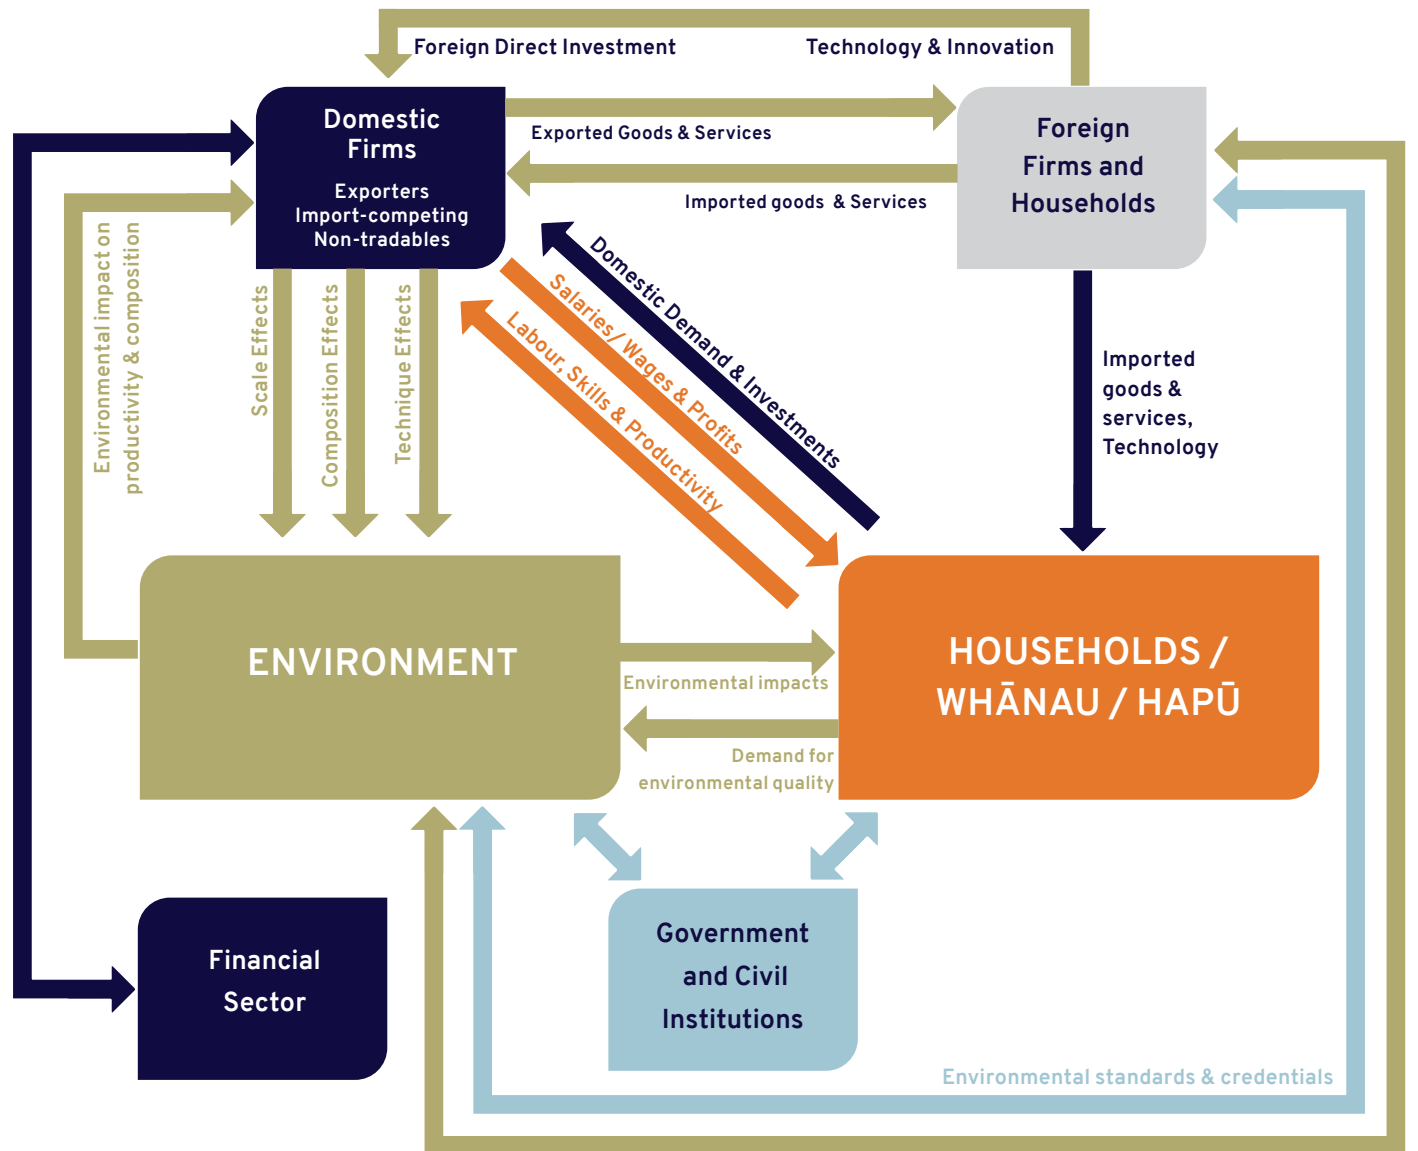 Foreign Direct Investment
Technology & Innovation
Domestic
Firms
Exporters
Import-competing
Non-tradables
Exported Goods & Services
Imported goods & Services
Foreign
Firms and
Households
Environmental impact on
productivity & composition
Scale Effects
Composition Effects
Technique Effects
Domestic Demand & Investments
Salaries/ Wages & Profits
Labour, Skills & Productivity
Imported
goods &
services,
Technology
ENVIRONMENT
Environmental impacts
Demand for
environmental quality
HOUSEHOLDS /
WHĀNAU / HAPŪ
Financial
Sector
Government
and Civil
Institutions
Environmental standards & credentials